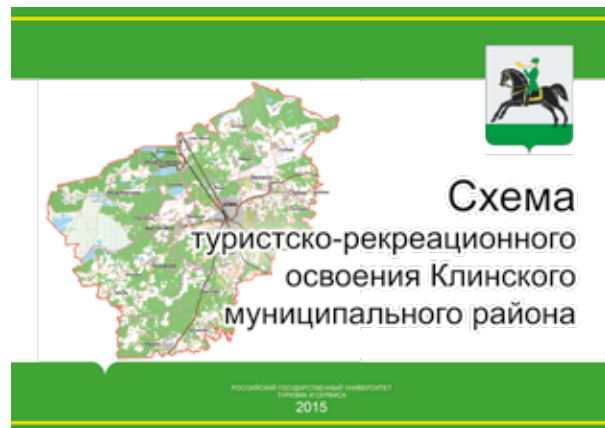 Схема
туристско-рекреационного
освоения Клинского
муниципального района
РОССИЙСКИЙ ГОСУДАРСТВЕННЫЙ УНИВЕРСИТЕТ
ТУРИЗМА И СЕРВИСА
2015